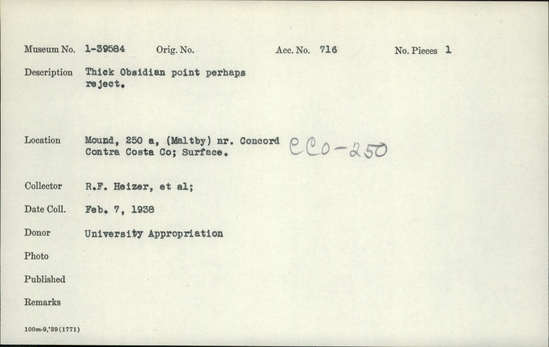 Museum No. 1-39584 Orig. No. Acc. No. 716 No. Pieces 1
Description Thick Obsidian point perhaps
reject.
Location Mound, 250 a, (Maltby) nr. Concord
Contra Costa Co; Surface. CCO-250
Collector R.F. Heizer, et al;
Date Coll. Feb. 7, 1938
Donor University Appropriation
Photo
Published
Remarks
100m-9,'39(1771)